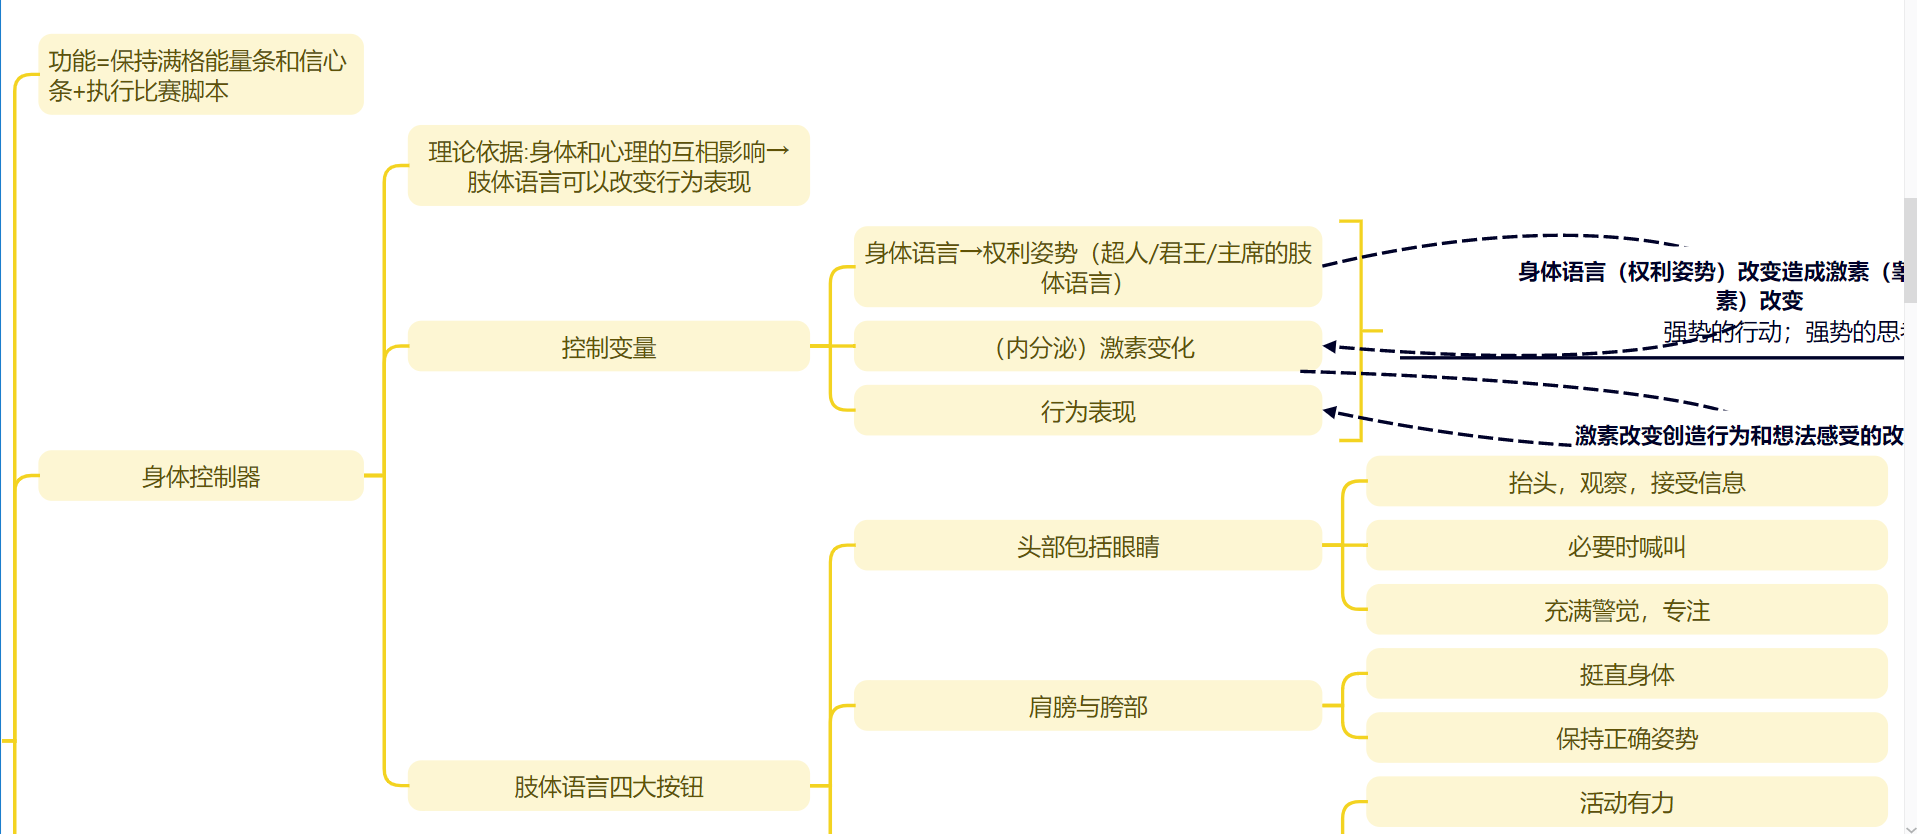 功能=保持满格能量条和信心
条+执行比赛脚本
理论依据:身体和心理的互相影响→
肢体语言可以改变行为表现
身体语言→权利姿势（超人/君王/主席的肢
体语言）
身体语言（权利姿势）改变造成激素（睾
素）改变
强势的行动；强势的思考
控制变量
（内分泌）激素变化
行为表现
激素改变创造行为和想法感受的改
身体控制器
抬头，观察，接受信息
头部包括眼睛
必要时喊叫
充满警觉，专注
挺直身体
肩膀与胯部
保持正确姿势
肢体语言四大按钮
活动有力